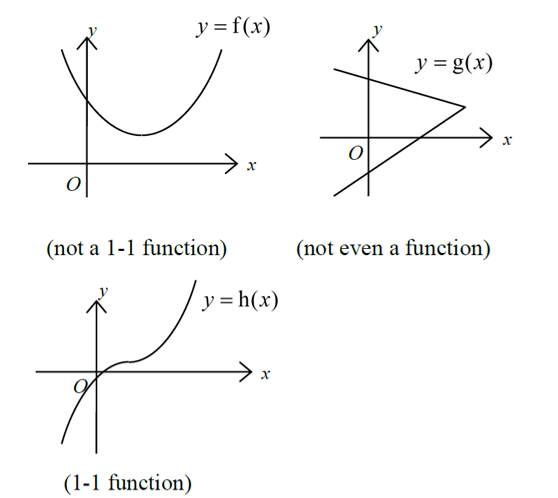 y
y = f(x)
x
O
(not a 1-1 function)
y
y = g(x)
x
O
(not even a function)
y
y = h(x)
x
O
(1-1 function)